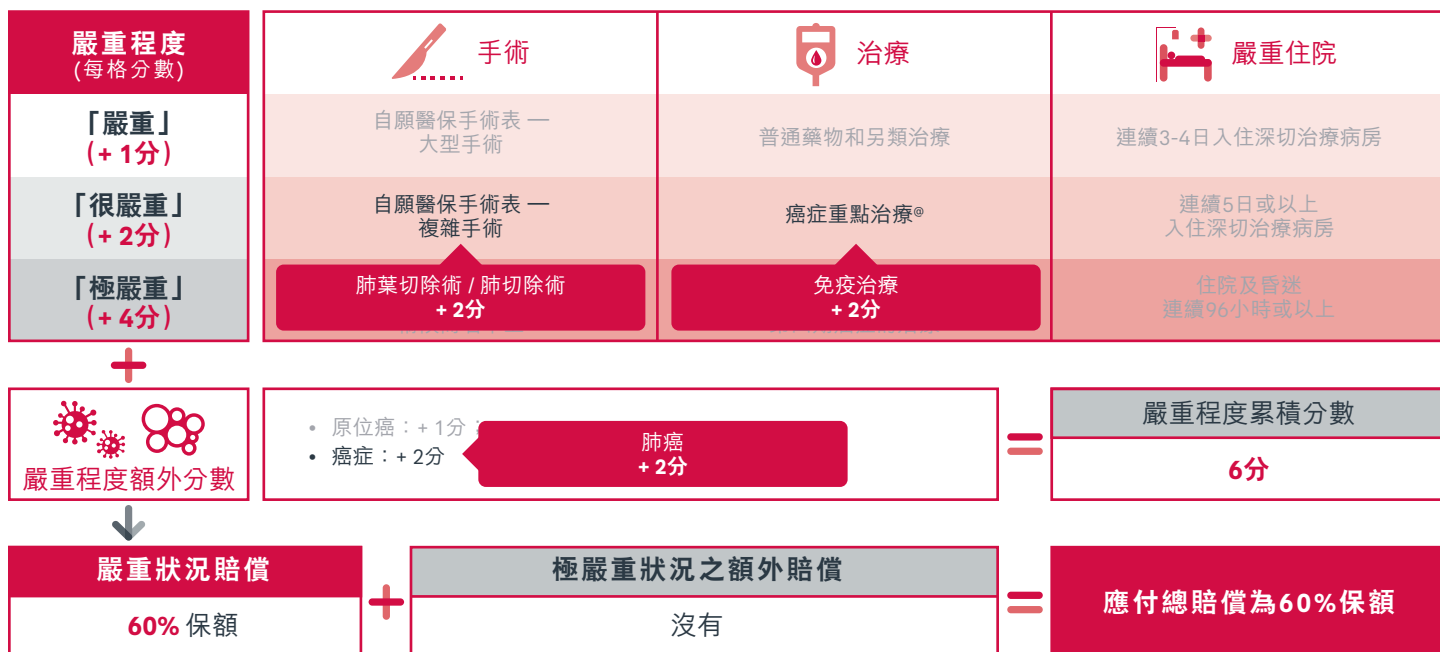 嚴重程度
(每格分數)
手術
治療
嚴重住院
「嚴重」
(+ 1分)
自願醫保手術表 —
大型手術
普通藥物和另類治療
連續3-4日入住深切治療病房
「很嚴重」
(+ 2分)
自願醫保手術表 —
複雜手術
癌症重點治療@
連續5日或以上
入住深切治療病房
「極嚴重」
(+ 4分)
肺葉切除術 / 肺切除術
+ 2分
免疫治療
+ 2分
住院及昏迷
連續96小時或以上
+
嚴重程度額外分數
• 原位癌：+ 1分
• 癌症：+ 2分
肺癌
+ 2分
=
嚴重程度累積分數
6分
嚴重狀況賠償
60% 保額
+
極嚴重狀況之額外賠償
沒有
=
應付總賠償為60%保額